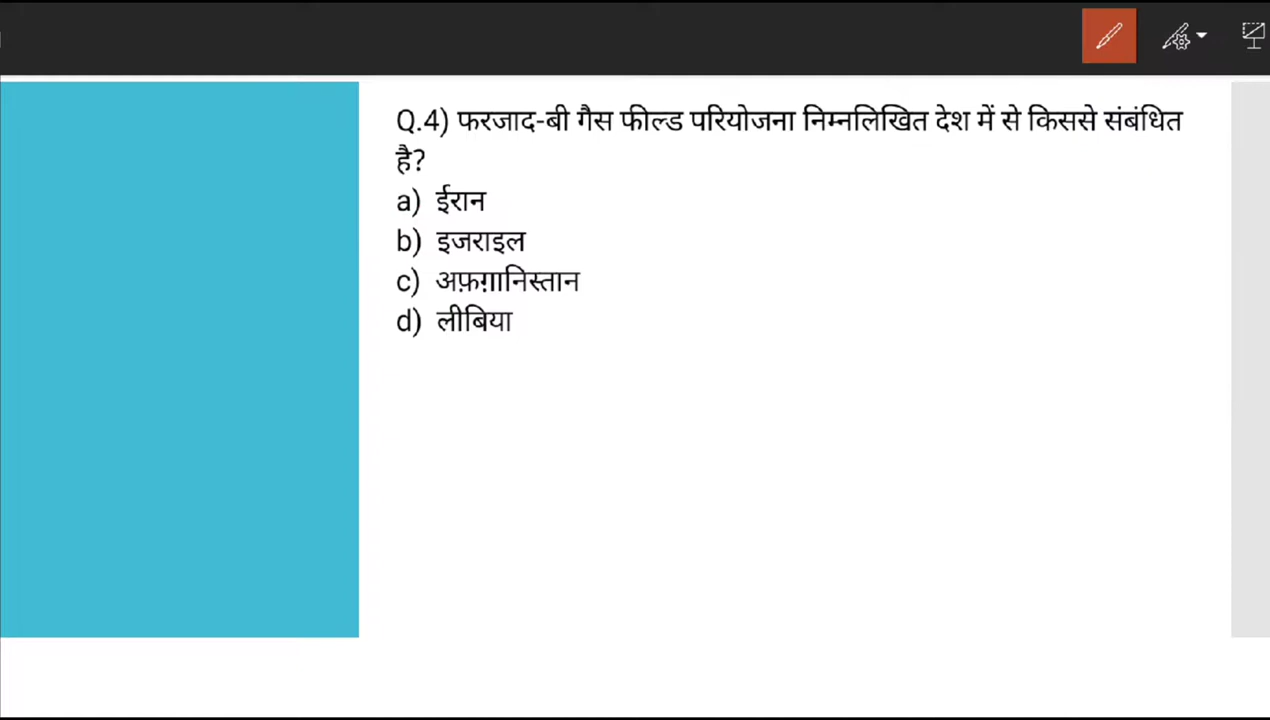 Q.4) फरजाद-बी गैस फील्ड परियोजना निम्नलिखित देश में से किससे संबंधित
है?
a) ईरान
b) इजराइल
c) अफ़ग़ानिस्तान
d) लीबिया